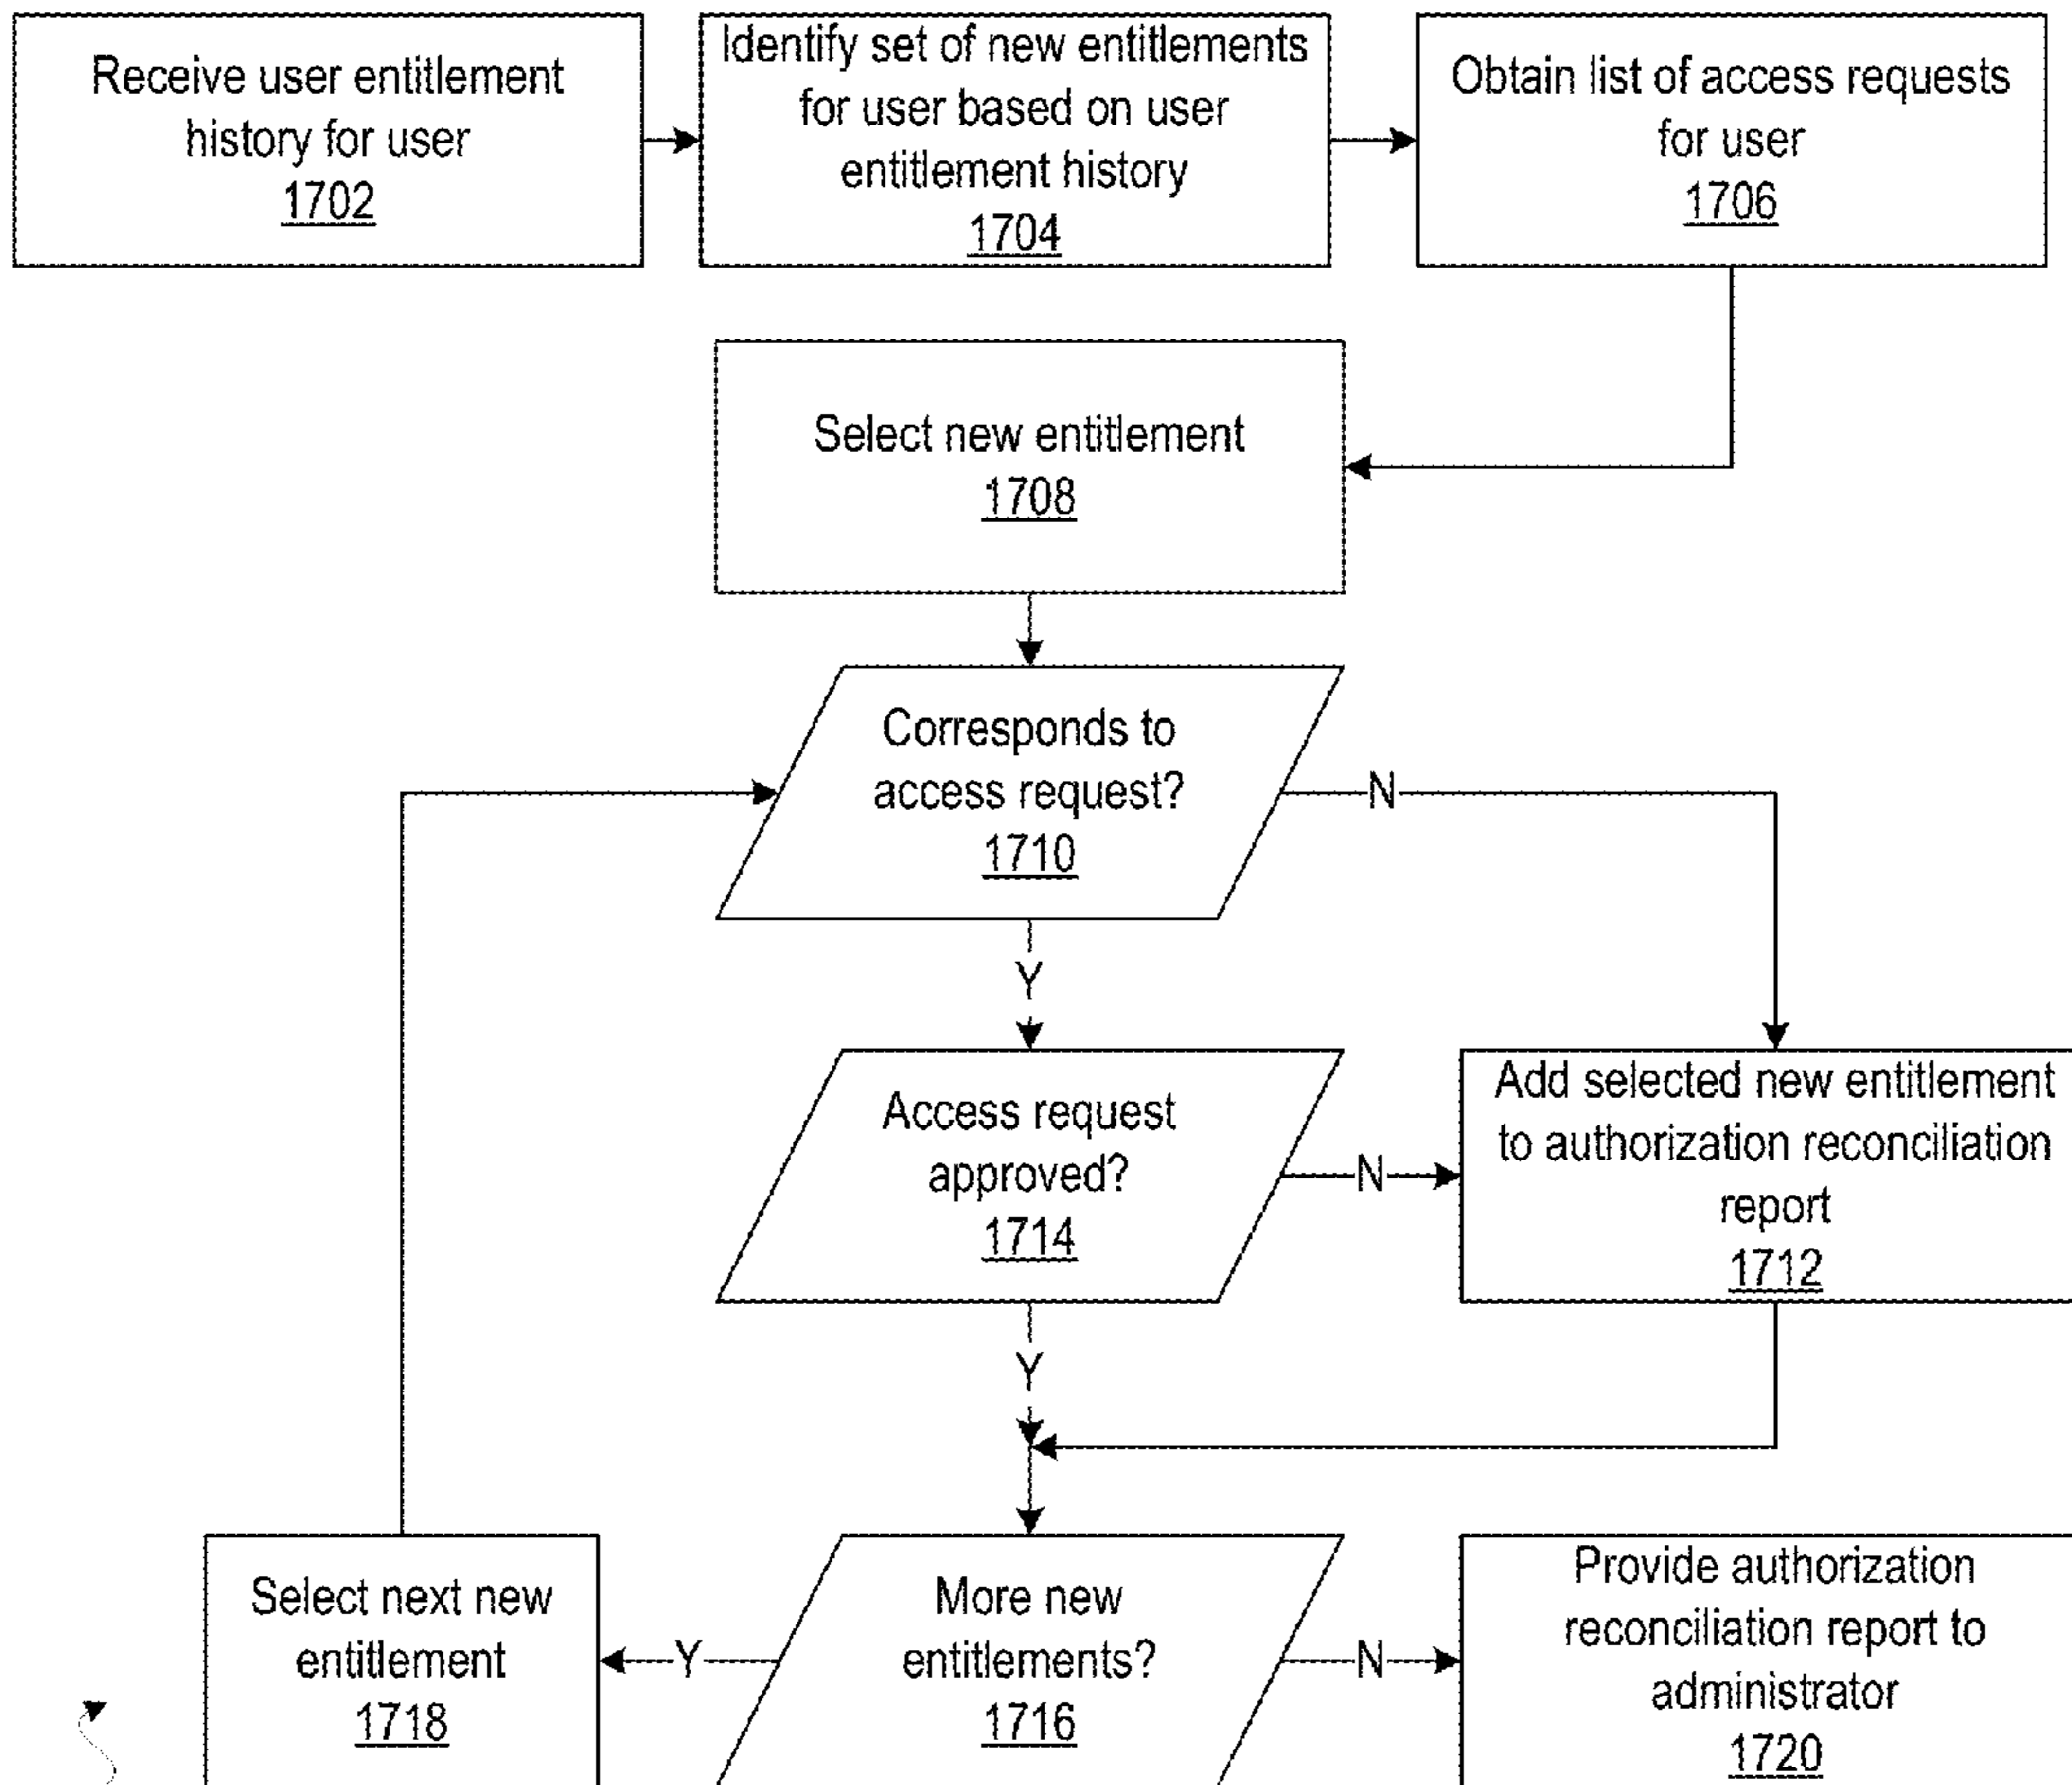 Receive user entitlement
history for user
1702
Identify set of new entitlements
for user based on user
entitlement history
1704
Obtain list of access requests
for user
1706
Select new entitlement
1708
Corresponds to
access request?
1710
N
Y
Access request
approved?
1714
N
Add selected new entitlement
to authorization reconciliation
report
1712
Y
Select next new
entitlement
1718
Y
More new
entitlements?
1716
N
Provide authorization
reconciliation report to
administrator
1720